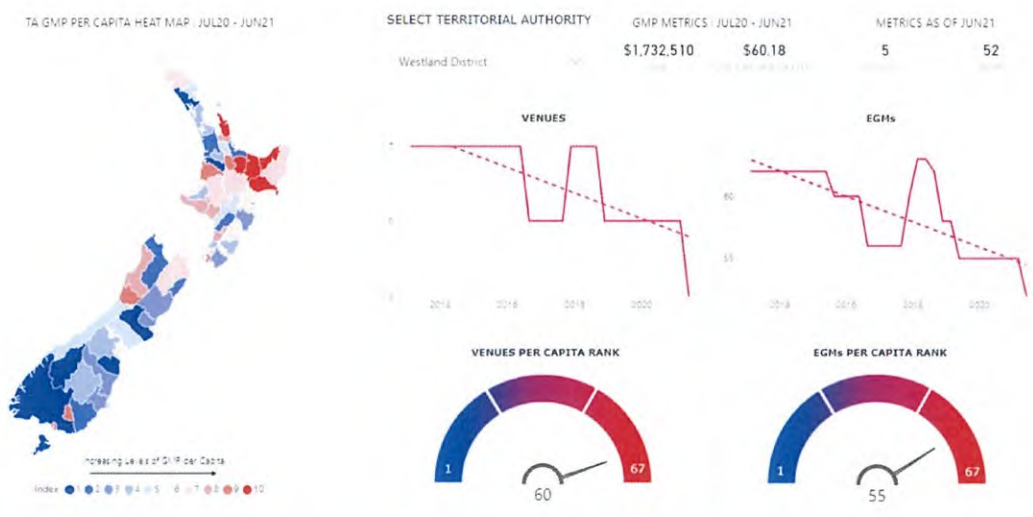 TA GMP PER CAPITA HEAT MAP : JUL20 - JUN21
SELECT TERRITORIAL AUTHORITY
Westland District
GMP METRICS : JUL20 - JUN21
$1,732,510
$60.18
METRICS AS OF JUN21
5
52
VENUES
6
2016
2018
2020
EGMs
60
55
2018
2020
VENUES PER CAPITA RANK
1
67
60
EGMs PER CAPITA RANK
1
67
55
Increasing Levels of GMP per Capita
Index 1 2 3 4 5 6 7 8 9 10